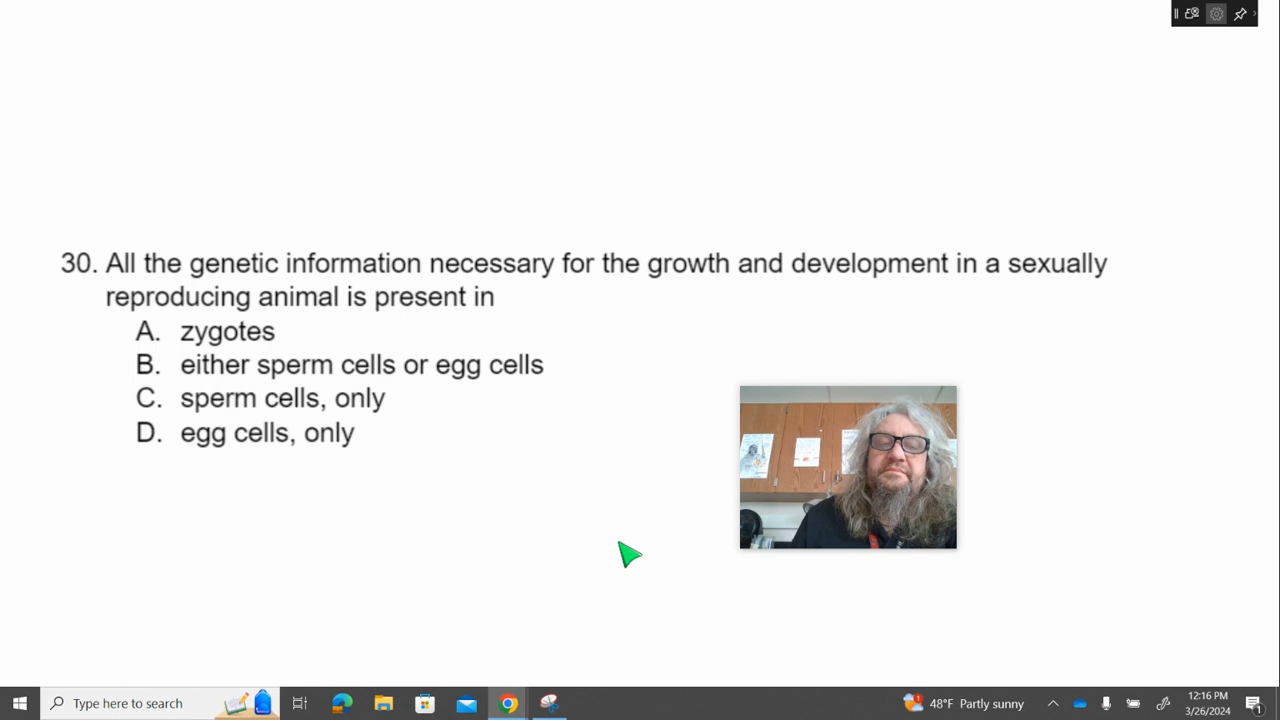 30. All the genetic information necessary for the growth and development in a sexually
reproducing animal is present in
A. zygotes
B. either sperm cells or egg cells
C. sperm cells, only
D. egg cells, only
Type here to search
48°F Partly sunny
12:16 PM
3/26/2024
1
1